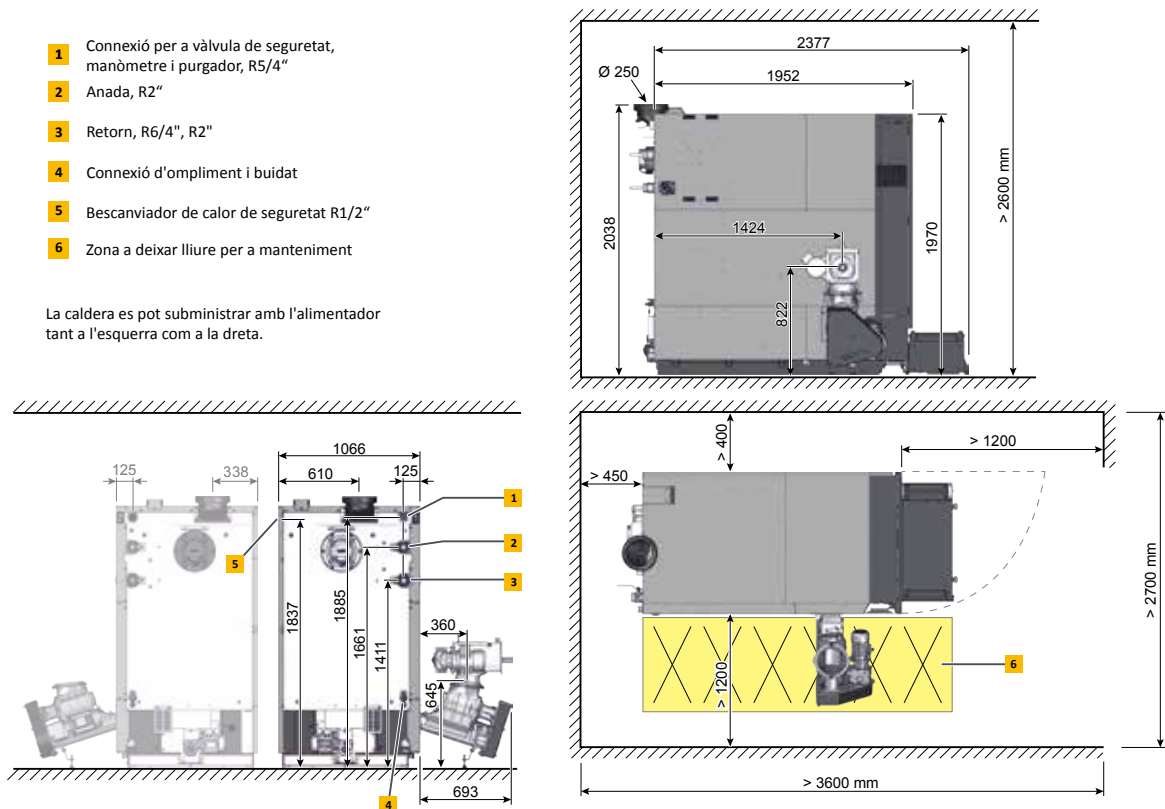 1 Connexió per a vàlvula de seguretat,
manòmetre i purgador, R5/4“
2 Anada, R2“
3 Retorn, R6/4", R2"
4 Connexió d'ompliment i buidat
5 Bescanviador de calor de seguretat R1/2“
6 Zona a deixar lliure per a manteniment
La caldera es pot subministrar amb l'alimentador
tant a l'esquerra com a la dreta.
2377
1952
Ø 250
2038
1424
822
1970
> 2600 mm
1066
125
338
610
125
1
2
3
5
1837
1885
1661
1411
360
645
4
693
> 400
> 1200
> 450
> 1200
6
> 2700 mm
> 3600 mm